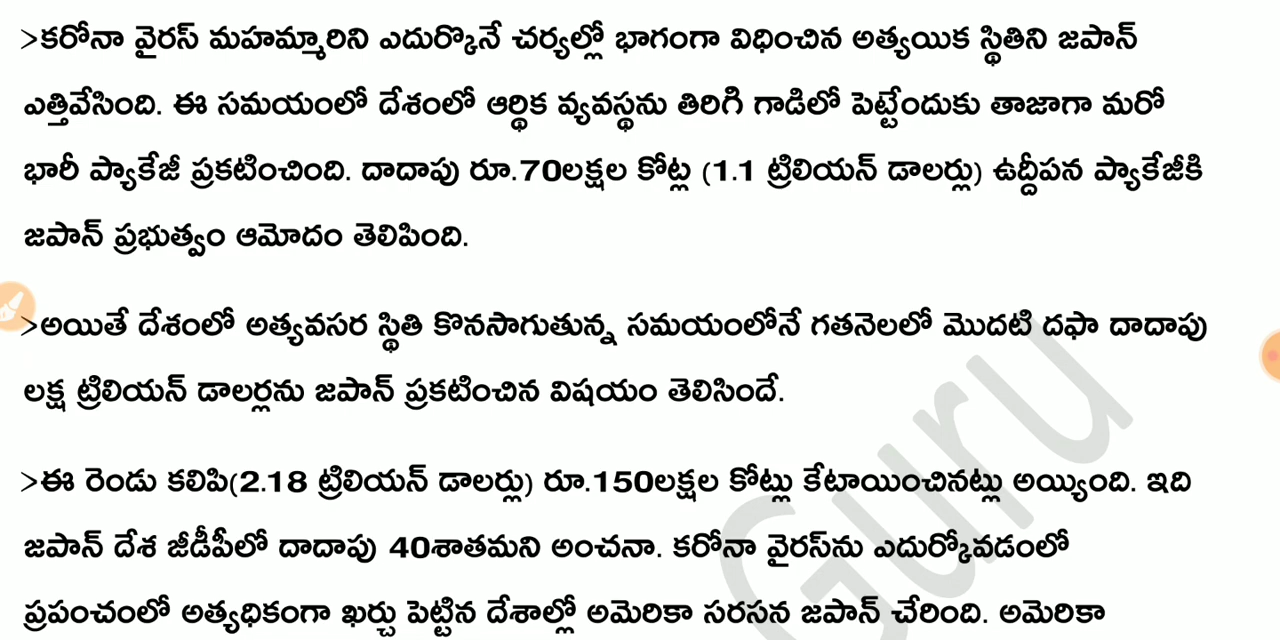 >కరోనా వైరస్ మహమ్మారిని ఎదుర్కొనే చర్యల్లో భాగంగా విధించిన అత్యయిక స్థితిని జపాన్
ఎత్తివేసింది. ఈ సమయంలో దేశంలో ఆర్థిక వ్యవస్థను తిరిగి గాడిలో పెట్టేందుకు తాజాగా మరో
భారీ ప్యాకేజీ ప్రకటించింది. దాదాపు రూ.70లక్షల కోట్ల (1.1 ట్రిలియన్ డాలర్లు) ఉద్దీపన ప్యాకేజీకి
జపాన్ ప్రభుత్వం ఆమోదం తెలిపింది.
>అయితే దేశంలో అత్యవసర స్థితి కొనసాగుతున్న సమయంలోనే గతనెలలో మొదటి దఫా దాదాపు
లక్ష ట్రిలియన్ డాలర్లను జపాన్ ప్రకటించిన విషయం తెలిసిందే.
>ఈ రెండు కలిపి(2.18 ట్రిలియన్ డాలర్లు) రూ.150లక్షల కోట్లు కేటాయించినట్లు అయ్యింది. ఇది
జపాన్ దేశ జీడీపీలో దాదాపు 40శాతమని అంచనా. కరోనా వైరస్‌ను ఎదుర్కోవడంలో
ప్రపంచంలో అత్యధికంగా ఖర్చు పెట్టిన దేశాల్లో అమెరికా సరసన జపాన్ చేరింది. అమెరికా
Guru